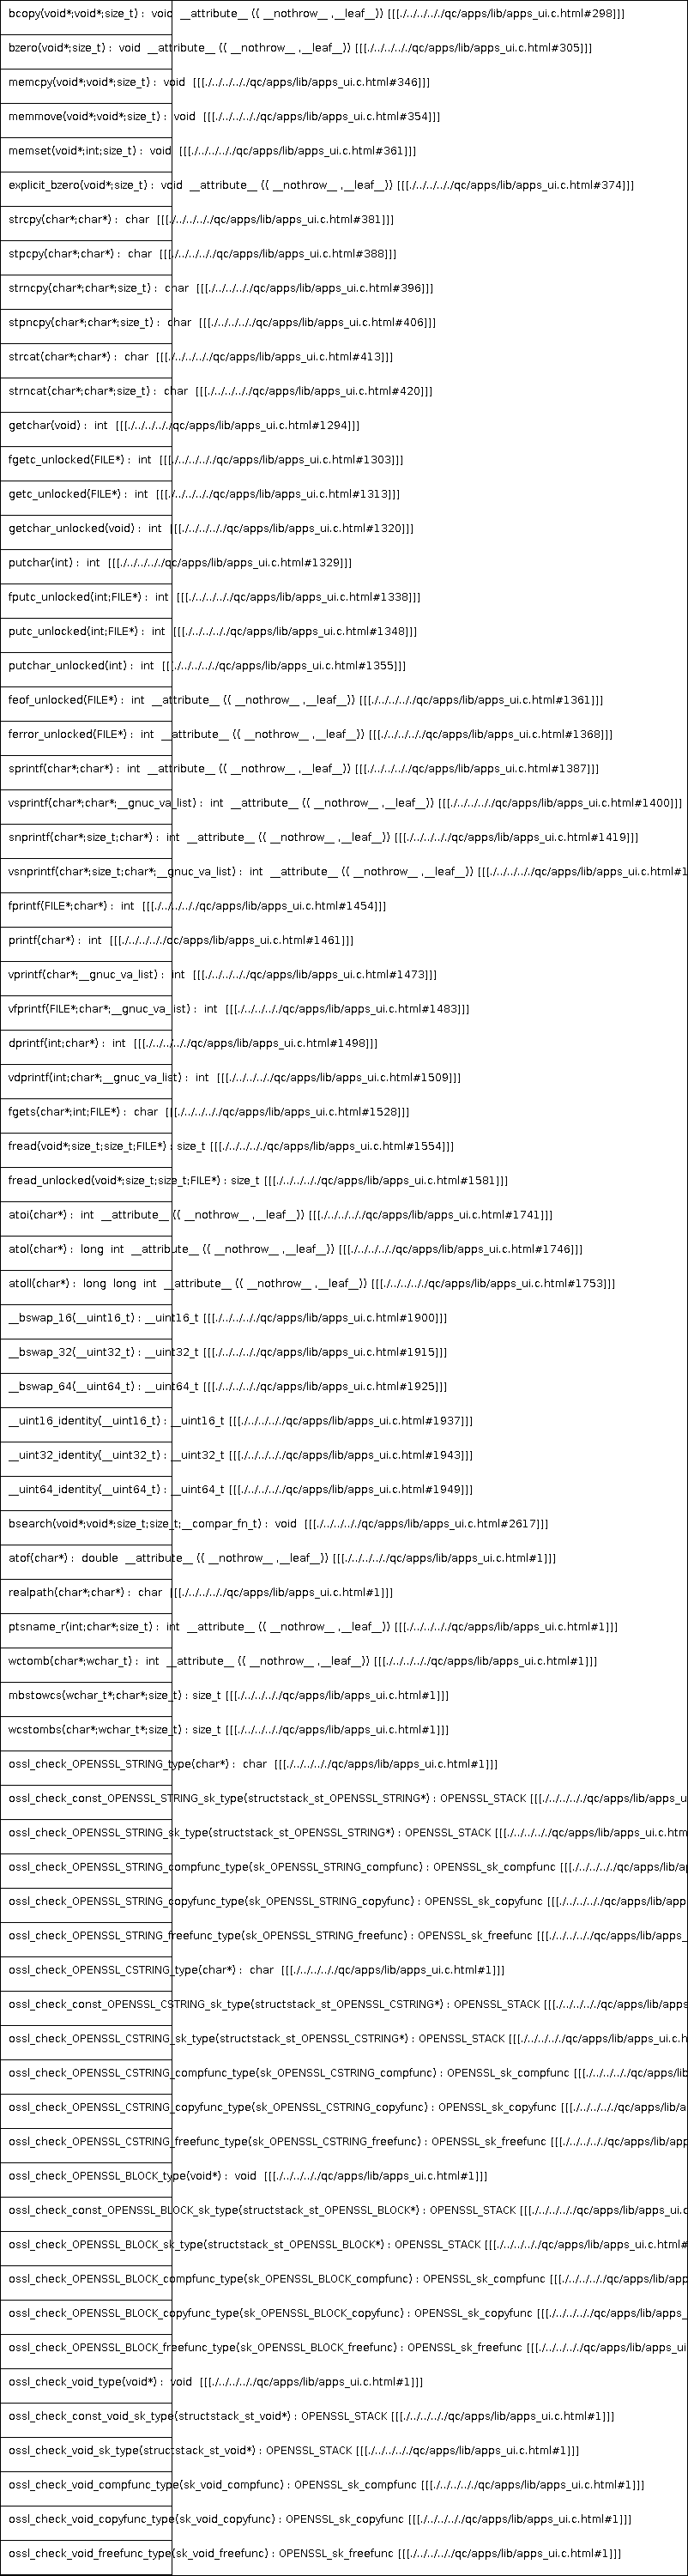 bcopy(void*;void*;size_t) : void __attribute__ (( __nothrow__ ,__leaf__)) [[[./../../../qc/apps/lib/apps_ui.c.html#298]]]
bzero(void*;size_t) : void __attribute__ (( __nothrow__ ,__leaf__)) [[[./../../../qc/apps/lib/apps_ui.c.html#305]]]
memcpy(void*;void*;size_t) : void [[[./../../../qc/apps/lib/apps_ui.c.html#346]]]
memmove(void*;void*;size_t) : void [[[./../../../qc/apps/lib/apps_ui.c.html#354]]]
memset(void*;int;size_t) : void [[[./../../../qc/apps/lib/apps_ui.c.html#361]]]
explicit_bzero(void*;size_t) : void __attribute__ (( __nothrow__ ,__leaf__)) [[[./../../../qc/apps/lib/apps_ui.c.html#374]]]
strcpy(char*;char*) : char [[[./../../../qc/apps/lib/apps_ui.c.html#381]]]
stpcpy(char*;char*) : char [[[./../../../qc/apps/lib/apps_ui.c.html#388]]]
strncpy(char*;char*;size_t) : char [[[./../../../qc/apps/lib/apps_ui.c.html#396]]]
stpncpy(char*;char*;size_t) : char [[[./../../../qc/apps/lib/apps_ui.c.html#406]]]
strcat(char*;char*) : char [[[./../../../qc/apps/lib/apps_ui.c.html#413]]]
strncat(char*;char*;size_t) : char [[[./../../../qc/apps/lib/apps_ui.c.html#420]]]
getchar(void) : int [[[./../../../qc/apps/lib/apps_ui.c.html#1294]]]
fgetc_unlocked(FILE*) : int [[[./../../../qc/apps/lib/apps_ui.c.html#1303]]]
getc_unlocked(FILE*) : int [[[./../../../qc/apps/lib/apps_ui.c.html#1313]]]
getchar_unlocked(void) : int [[[./../../../qc/apps/lib/apps_ui.c.html#1320]]]
putchar(int) : int [[[./../../../qc/apps/lib/apps_ui.c.html#1329]]]
fputc_unlocked(int;FILE*) : int [[[./../../../qc/apps/lib/apps_ui.c.html#1338]]]
putc_unlocked(int;FILE*) : int [[[./../../../qc/apps/lib/apps_ui.c.html#1348]]]
putchar_unlocked(int) : int [[[./../../../qc/apps/lib/apps_ui.c.html#1355]]]
feof_unlocked(FILE*) : int __attribute__ (( __nothrow__ ,__leaf__)) [[[./../../../qc/apps/lib/apps_ui.c.html#1361]]]
ferror_unlocked(FILE*) : int __attribute__ (( __nothrow__ ,__leaf__)) [[[./../../../qc/apps/lib/apps_ui.c.html#1368]]]
sprintf(char*;char*) : int __attribute__ (( __nothrow__ ,__leaf__)) [[[./../../../qc/apps/lib/apps_ui.c.html#1387]]]
vsprintf(char*;char*;__gnuc_va_list) : int __attribute__ (( __nothrow__ ,__leaf__)) [[[./../../../qc/apps/lib/apps_ui.c.html#1400]]]
snprintf(char*;size_t;char*) : int __attribute__ (( __nothrow__ ,__leaf__)) [[[./../../../qc/apps/lib/apps_ui.c.html#1419]]]
vsnprintf(char*;size_t;char*;__gnuc_va_list) : int __attribute__ (( __nothrow__ ,__leaf__)) [[[./../../../qc/apps/lib/apps_ui.c.html#1
fprintf(FILE*;char*) : int [[[./../../../qc/apps/lib/apps_ui.c.html#1454]]]
printf(char*) : int [[[./../../../qc/apps/lib/apps_ui.c.html#1461]]]
vprintf(char*;__gnuc_va_list) : int [[[./../../../qc/apps/lib/apps_ui.c.html#1473]]]
vfprintf(FILE*;char*;__gnuc_va_list) : int [[[./../../../qc/apps/lib/apps_ui.c.html#1483]]]
dprintf(int;char*) : int [[[./../../../qc/apps/lib/apps_ui.c.html#1498]]]
vdprintf(int;char*;__gnuc_va_list) : int [[[./../../../qc/apps/lib/apps_ui.c.html#1509]]]
fgets(char*;int;FILE*) : char [[[./../../../qc/apps/lib/apps_ui.c.html#1528]]]
fread(void*;size_t;size_t;FILE*) : size_t [[[./../../../qc/apps/lib/apps_ui.c.html#1554]]]
fread_unlocked(void*;size_t;size_t;FILE*) : size_t [[[./../../../qc/apps/lib/apps_ui.c.html#1581]]]
atoi(char*) : int __attribute__ (( __nothrow__ ,__leaf__)) [[[./../../../qc/apps/lib/apps_ui.c.html#1741]]]
atol(char*) : long int __attribute__ (( __nothrow__ ,__leaf__)) [[[./../../../qc/apps/lib/apps_ui.c.html#1746]]]
atoll(char*) : long long int __attribute__ (( __nothrow__ ,__leaf__)) [[[./../../../qc/apps/lib/apps_ui.c.html#1753]]]
__bswap_16(__uint16_t) : __uint16_t [[[./../../../qc/apps/lib/apps_ui.c.html#1900]]]
__bswap_32(__uint32_t) : __uint32_t [[[./../../../qc/apps/lib/apps_ui.c.html#1915]]]
__bswap_64(__uint64_t) : __uint64_t [[[./../../../qc/apps/lib/apps_ui.c.html#1925]]]
__uint16_identity(__uint16_t) : __uint16_t [[[./../../../qc/apps/lib/apps_ui.c.html#1937]]]
__uint32_identity(__uint32_t) : __uint32_t [[[./../../../qc/apps/lib/apps_ui.c.html#1943]]]
__uint64_identity(__uint64_t) : __uint64_t [[[./../../../qc/apps/lib/apps_ui.c.html#1949]]]
bsearch(void*;void*;size_t;size_t;__compar_fn_t) : void [[[./../../../qc/apps/lib/apps_ui.c.html#2617]]]
atof(char*) : double __attribute__ (( __nothrow__ ,__leaf__)) [[[./../../../qc/apps/lib/apps_ui.c.html#1]]]
realpath(char*;char*) : char [[[./../../../qc/apps/lib/apps_ui.c.html#1]]]
ptsname_r(int;char*;size_t) : int __attribute__ (( __nothrow__ ,__leaf__)) [[[./../../../qc/apps/lib/apps_ui.c.html#1]]]
wctomb(char*;wchar_t) : int __attribute__ (( __nothrow__ ,__leaf__)) [[[./../../../qc/apps/lib/apps_ui.c.html#1]]]
mbstowcs(wchar_t*;char*;size_t) : size_t [[[./../../../qc/apps/lib/apps_ui.c.html#1]]]
wcstombs(char*;wchar_t*;size_t) : size_t [[[./../../../qc/apps/lib/apps_ui.c.html#1]]]
ossl_check_OPENSSL_STRING_type(char*) : char [[[./../../../qc/apps/lib/apps_ui.c.html#1]]]
ossl_check_const_OPENSSL_STRING_sk_type(structstack_st_OPENSSL_STRING*) : OPENSSL_STACK [[[./../../../qc/apps/lib/apps_u
ossl_check_OPENSSL_STRING_sk_type(structstack_st_OPENSSL_STRING*) : OPENSSL_STACK [[[./../../../qc/apps/lib/apps_ui.c.htm
ossl_check_OPENSSL_STRING_compfunc_type(sk_OPENSSL_STRING_compfunc) : OPENSSL_sk_compfunc [[[./../../../qc/apps/lib/a
ossl_check_OPENSSL_STRING_copyfunc_type(sk_OPENSSL_STRING_copyfunc) : OPENSSL_sk_copyfunc [[[./../../../qc/apps/lib/app
ossl_check_OPENSSL_STRING_freefunc_type(sk_OPENSSL_STRING_freefunc) : OPENSSL_sk_freefunc [[[./../../../qc/apps/lib/apps_
ossl_check_OPENSSL_CSTRING_type(char*) : char [[[./../../../qc/apps/lib/apps_ui.c.html#1]]]
ossl_check_const_OPENSSL_CSTRING_sk_type(structstack_st_OPENSSL_CSTRING*) : OPENSSL_STACK [[[./../../../qc/apps/lib/apps
ossl_check_OPENSSL_CSTRING_sk_type(structstack_st_OPENSSL_CSTRING*) : OPENSSL_STACK [[[./../../../qc/apps/lib/apps_ui.c.h
ossl_check_OPENSSL_CSTRING_compfunc_type(sk_OPENSSL_CSTRING_compfunc) : OPENSSL_sk_compfunc [[[./../../../qc/apps/lib
ossl_check_OPENSSL_CSTRING_copyfunc_type(sk_OPENSSL_CSTRING_copyfunc) : OPENSSL_sk_copyfunc [[[./../../../qc/apps/lib/a
ossl_check_OPENSSL_CSTRING_freefunc_type(sk_OPENSSL_CSTRING_freefunc) : OPENSSL_sk_freefunc [[[./../../../qc/apps/lib/app
ossl_check_OPENSSL_BLOCK_type(void*) : void [[[./../../../qc/apps/lib/apps_ui.c.html#1]]]
ossl_check_const_OPENSSL_BLOCK_sk_type(structstack_st_OPENSSL_BLOCK*) : OPENSSL_STACK [[[./../../../qc/apps/lib/apps_ui.c
ossl_check_OPENSSL_BLOCK_sk_type(structstack_st_OPENSSL_BLOCK*) : OPENSSL_STACK [[[./../../../qc/apps/lib/apps_ui.c.html#
ossl_check_OPENSSL_BLOCK_compfunc_type(sk_OPENSSL_BLOCK_compfunc) : OPENSSL_sk_compfunc [[[./../../../qc/apps/lib/app
ossl_check_OPENSSL_BLOCK_copyfunc_type(sk_OPENSSL_BLOCK_copyfunc) : OPENSSL_sk_copyfunc [[[./../../../qc/apps/lib/apps_
ossl_check_OPENSSL_BLOCK_freefunc_type(sk_OPENSSL_BLOCK_freefunc) : OPENSSL_sk_freefunc [[[./../../../qc/apps/lib/apps_ui
ossl_check_void_type(void*) : void [[[./../../../qc/apps/lib/apps_ui.c.html#1]]]
ossl_check_const_void_sk_type(structstack_st_void*) : OPENSSL_STACK [[[./../../../qc/apps/lib/apps_ui.c.html#1]]]
ossl_check_void_sk_type(structstack_st_void*) : OPENSSL_STACK [[[./../../../qc/apps/lib/apps_ui.c.html#1]]]
ossl_check_void_compfunc_type(sk_void_compfunc) : OPENSSL_sk_compfunc [[[./../../../qc/apps/lib/apps_ui.c.html#1]]]
ossl_check_void_copyfunc_type(sk_void_copyfunc) : OPENSSL_sk_copyfunc [[[./../../../qc/apps/lib/apps_ui.c.html#1]]]
ossl_check_void_freefunc_type(sk_void_freefunc) : OPENSSL_sk_freefunc [[[./../../../qc/apps/lib/apps_ui.c.html#1]]]